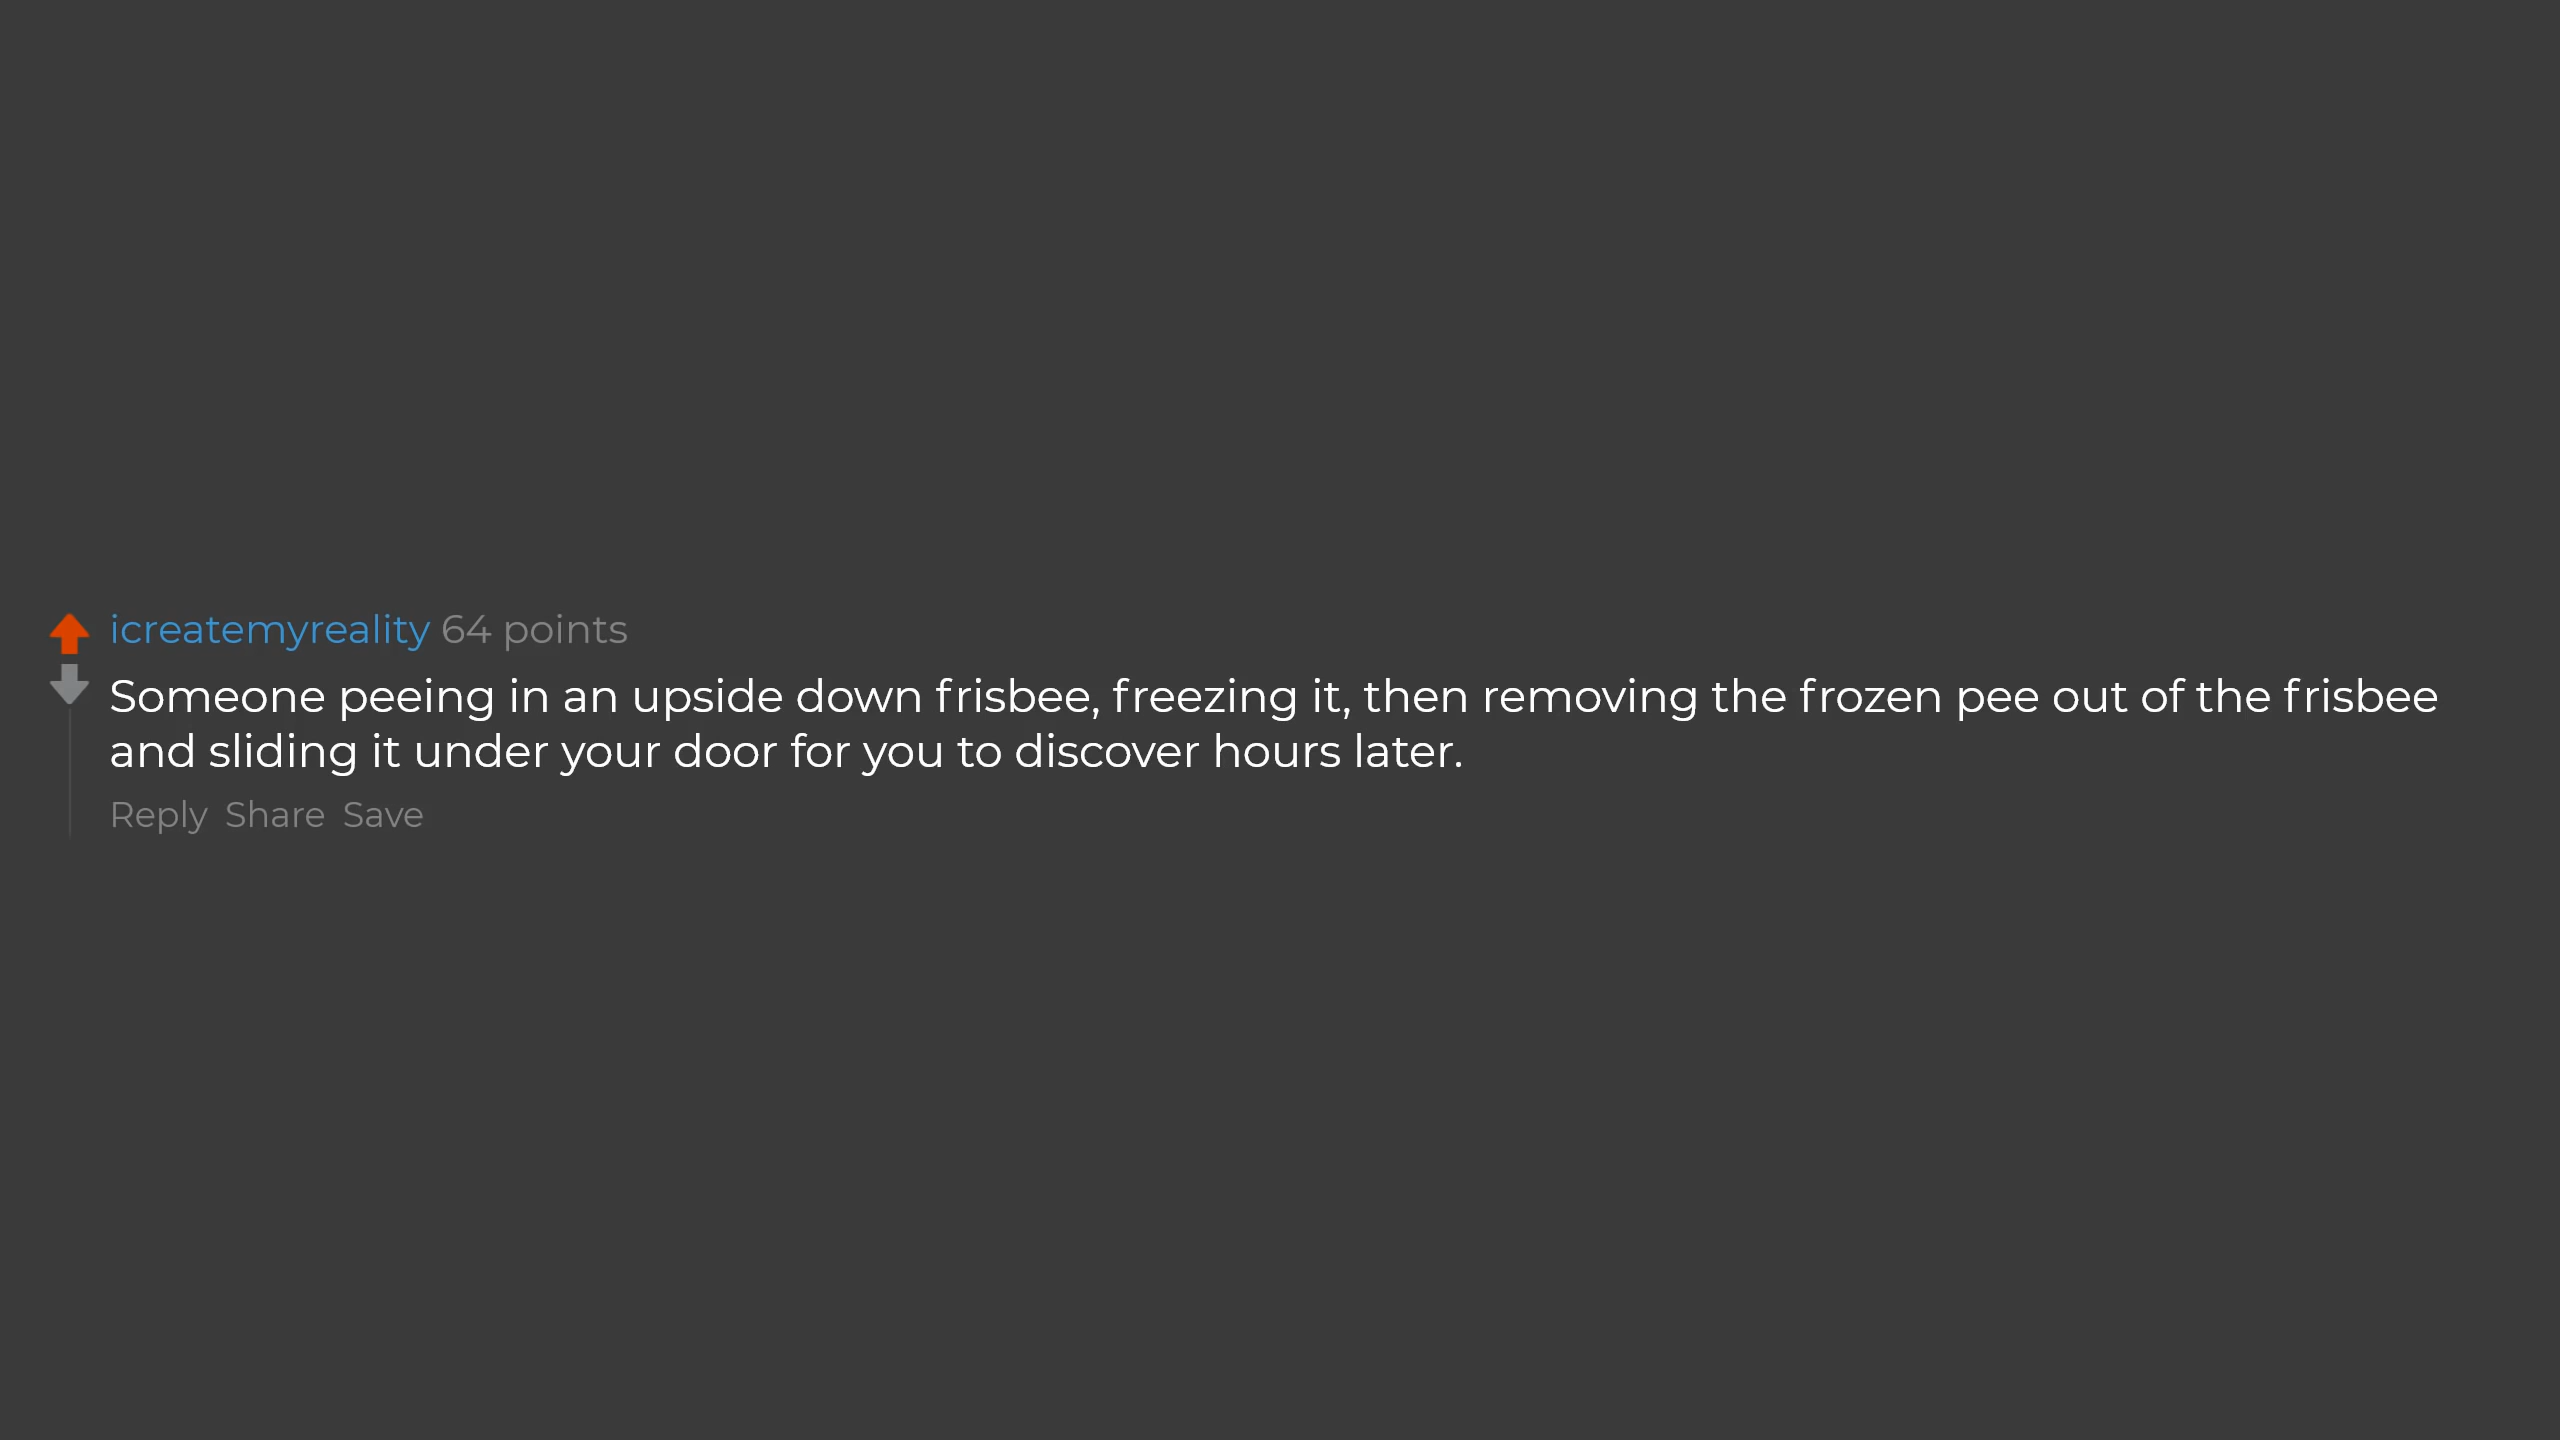 icreatemyreality 64 points
Someone peeing in an upside down frisbee, freezing it, then removing the frozen pee out of the frisbee
and sliding it under your door for you to discover hours later.
Reply Share Save